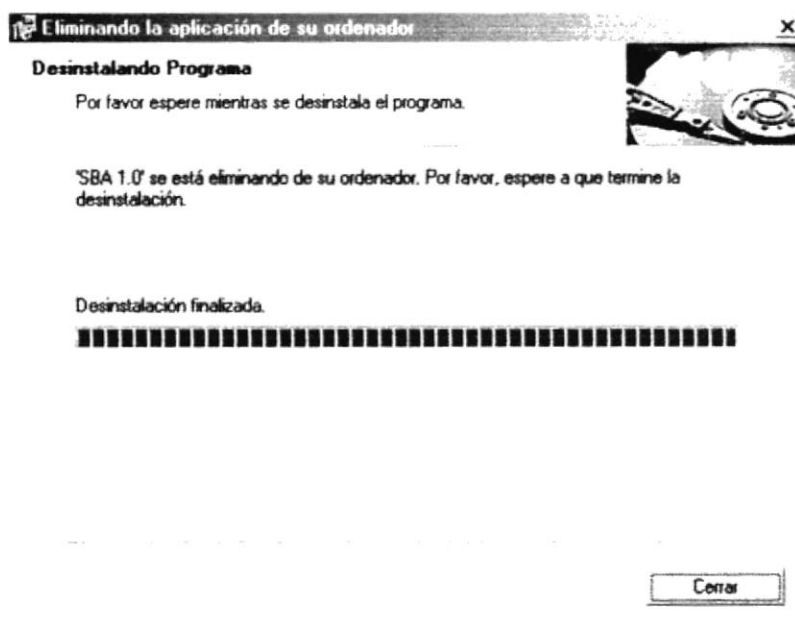 Eliminando la aplicación de su ordenador
Desinstalando Programa
Por favor espere mientras se desinstala el programa.
'SBA 1.0' se está eliminando de su ordenador. Por favor, espere a que termine la
desinstalación.
Desinstalación finalizada.
Cerrar